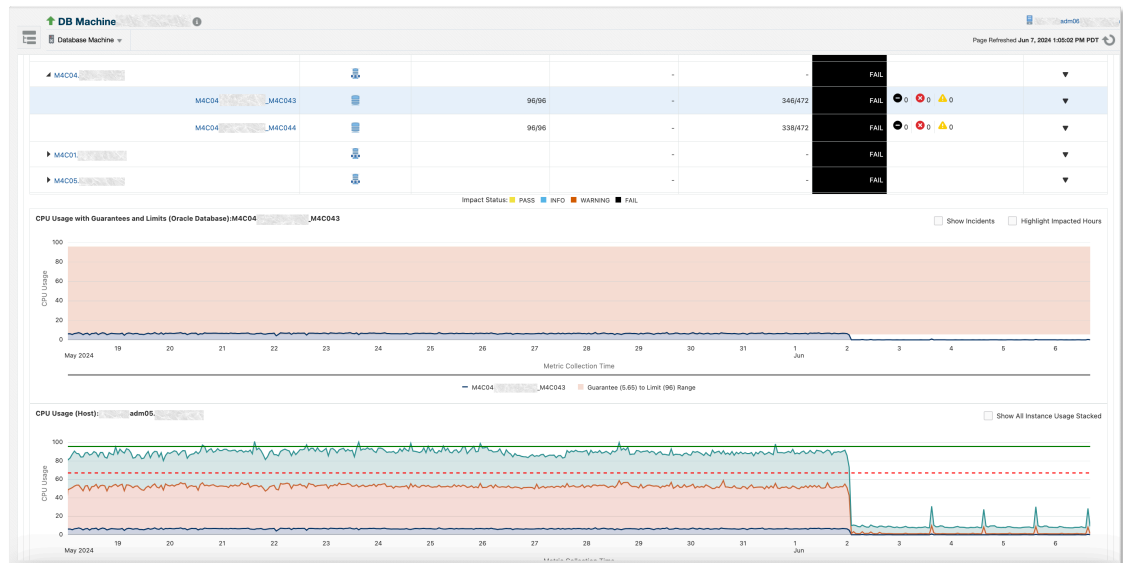 DB Machine
adm06
Database Machine
Page Refreshed Jun 7, 2024 1:05:02 PM PDT
M4C04. - - FAIL
M4C04 _M4C043 96/96 - 346/472 FAIL 0 0 0
M4C04 _M4C044 96/96 - 338/472 FAIL 0 0 0
M4C01. - - FAIL
M4C05. - - FAIL
Impact Status: PASS INFO WARNING FAIL
CPU Usage with Guarantees and Limits (Oracle Database):M4C04 _M4C043
Show Incidents Highlight Impacted Hours
100
80
60
40
20
0
CPU Usage
19 20 21 22 23 24 25 26 27 28 29 30 31 1 2 3 4 5 6
May 2024 Jun
Metric Collection Time
M4C04. _M4C043 Guarantee (5.65) to Limit (96) Range
CPU Usage (Host): adm05.
Show All Instance Usage Stacked
100
80
60
40
20
0
CPU Usage
19 20 21 22 23 24 25 26 27 28 29 30 31 1 2 3 4 5 6
May 2024 Jun
Metric Collection Time